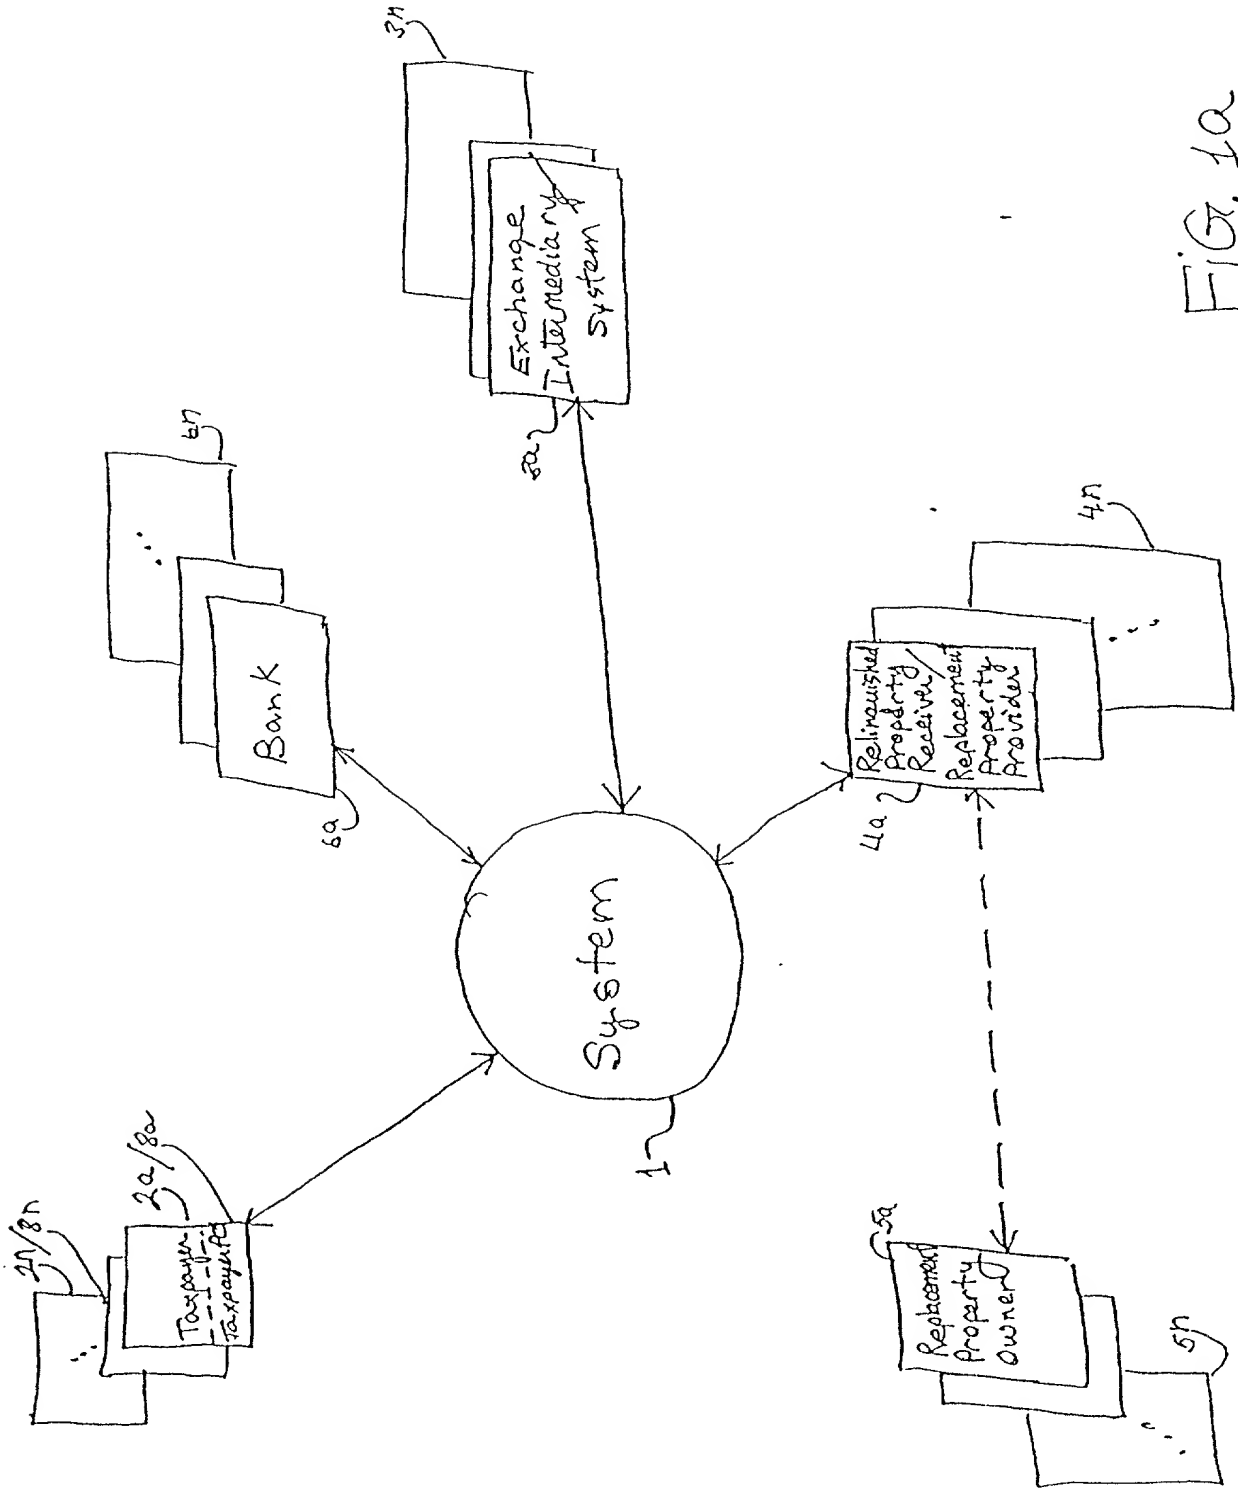 2n/8n
Taxpayer
Taxpayer PC
2a/8a
6n
Bank
6a
3n
Exchange
Intermediary
System
3a
System
1
Replacement
Property
Owner
5a
5n
Relinquished
Property
Receiver/
Replacement
Property
Provider
4a
4n
FIG. 1a